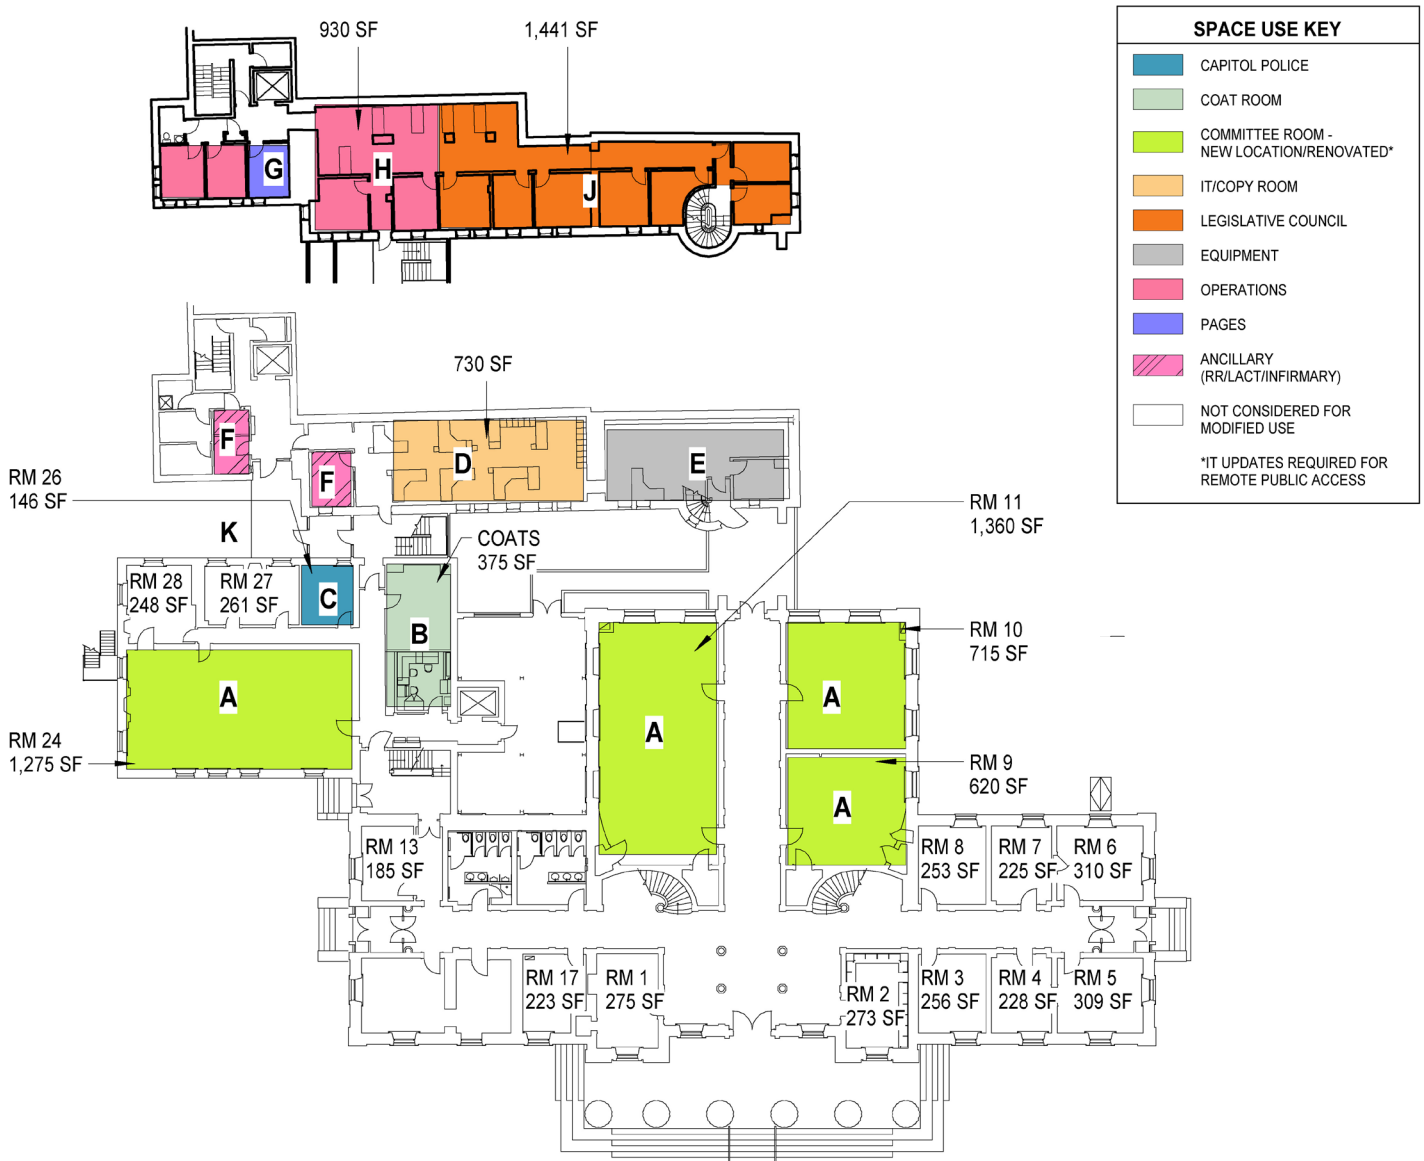 930 SF
1,441 SF
G
H
J
SPACE USE KEY
CAPITOL POLICE
COAT ROOM
COMMITTEE ROOM -
NEW LOCATION/RENOVATED*
IT/COPY ROOM
LEGISLATIVE COUNCIL
EQUIPMENT
OPERATIONS
PAGES
ANCILLARY
(RR/LACT/INFIRMARY)
NOT CONSIDERED FOR
MODIFIED USE
*IT UPDATES REQUIRED FOR
REMOTE PUBLIC ACCESS
730 SF
F
F
D
E
RM 26
146 SF
K
COATS
375 SF
RM 11
1,360 SF
RM 28
248 SF
RM 27
261 SF
C
B
RM 10
715 SF
A
A
A
RM 24
1,275 SF
RM 9
620 SF
A
RM 13
185 SF
RM 8
253 SF
RM 7
225 SF
RM 6
310 SF
RM 17
223 SF
RM 1
275 SF
RM 2
273 SF
RM 3
256 SF
RM 4
228 SF
RM 5
309 SF